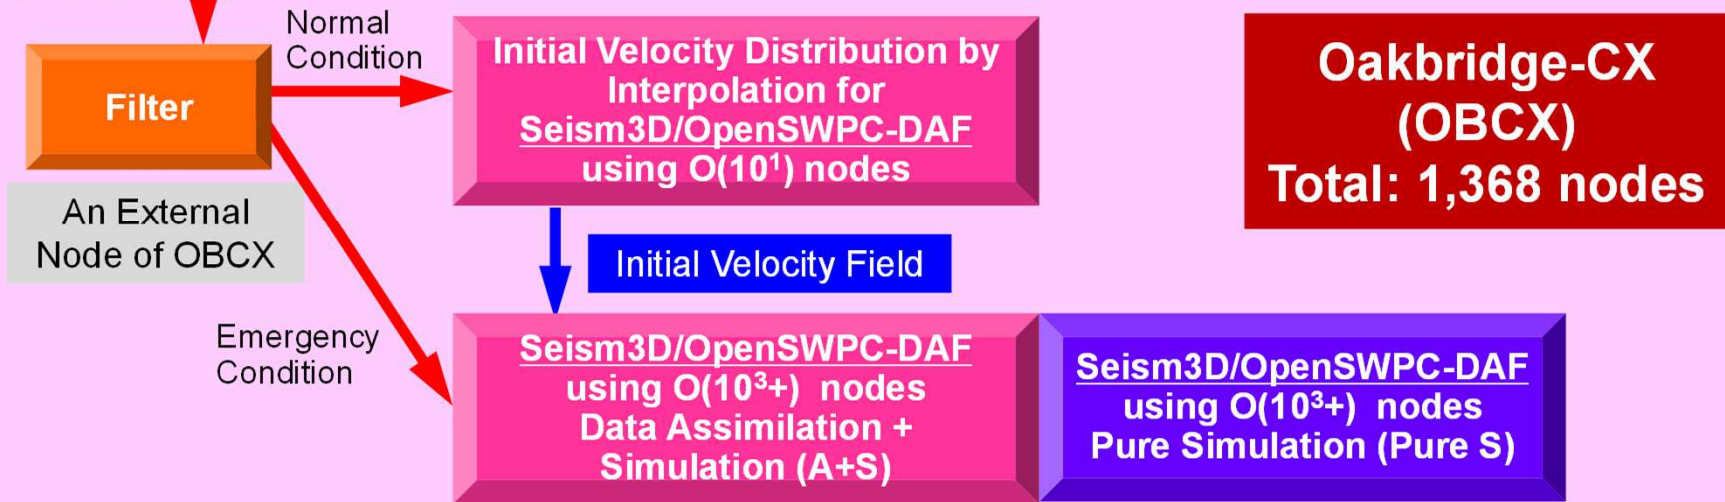 Normal
Condition
Filter
An External
Node of OBCX
Initial Velocity Distribution by
Interpolation for
Seism3D/OpenSWPC-DAF
using O(10¹) nodes
Oakbridge-CX
(OBCX)
Total: 1,368 nodes
Initial Velocity Field
Emergency
Condition
Seism3D/OpenSWPC-DAF
using O(10³+) nodes
Data Assimilation +
Simulation (A+S)
Seism3D/OpenSWPC-DAF
using O(10³+) nodes
Pure Simulation (Pure S)